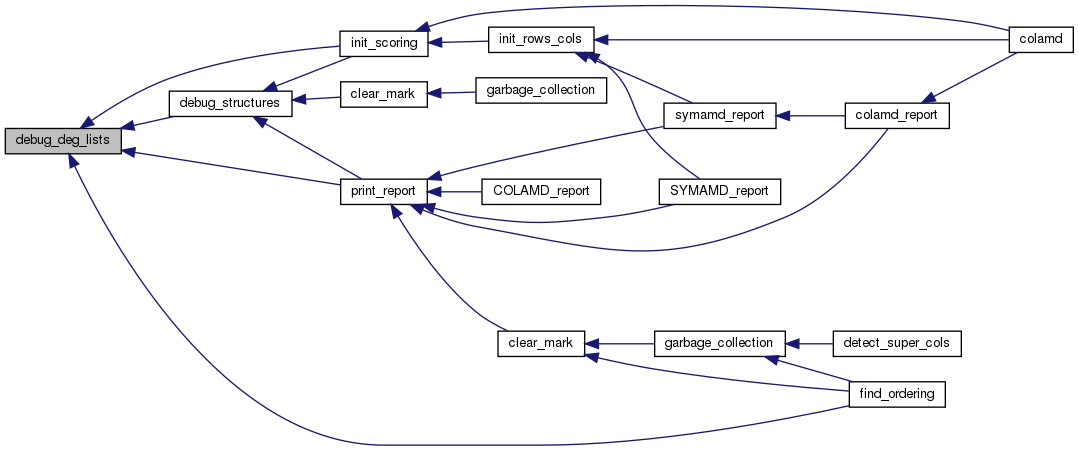 colamd
init_scoring
init_rows_cols
debug_structures
clear_mark
garbage_collection
symamd_report
colamd_report
debug_deg_lists
print_report
COLAMD_report
SYMAMD_report
clear_mark
garbage_collection
detect_super_cols
find_ordering